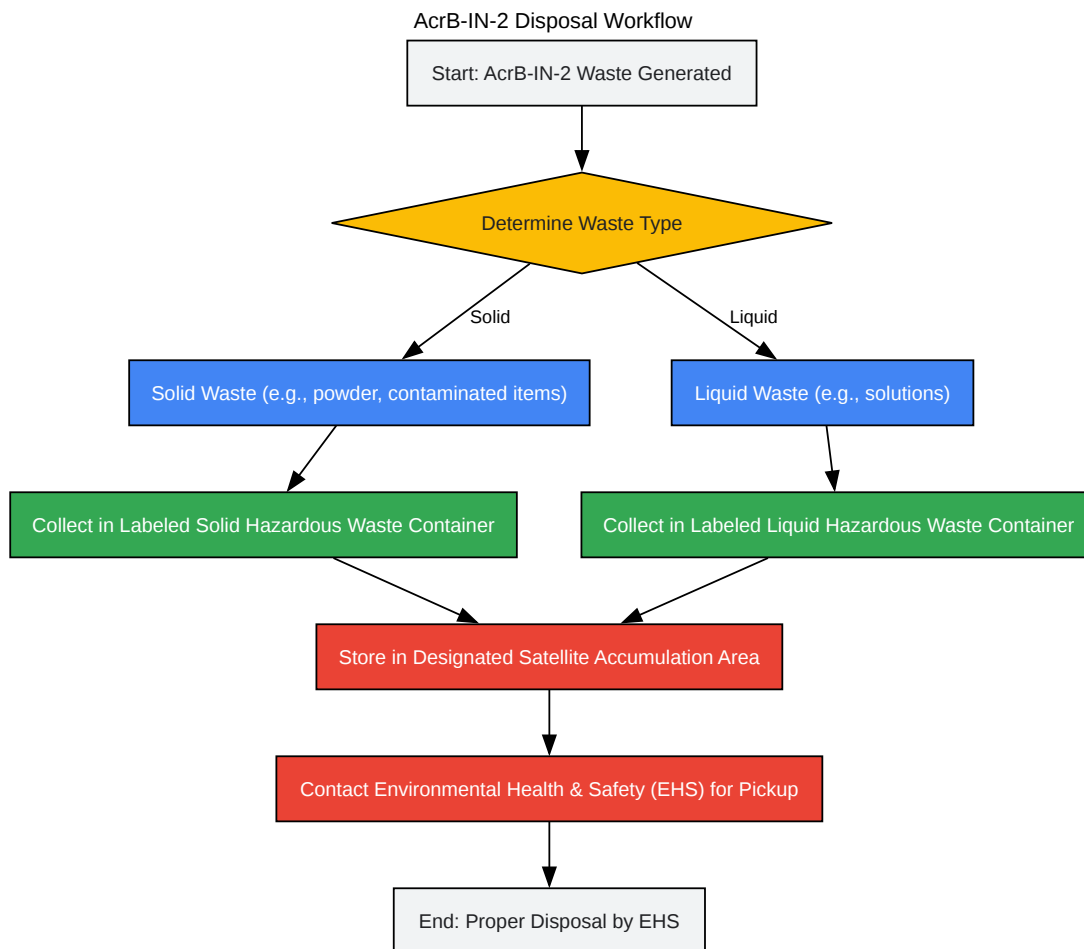 AcrB-IN-2 Disposal Workflow
Start: AcrB-IN-2 Waste Generated
Determine Waste Type
Solid
Liquid
Solid Waste (e.g., powder, contaminated items)
Liquid Waste (e.g., solutions)
Collect in Labeled Solid Hazardous Waste Container
Collect in Labeled Liquid Hazardous Waste Container
Store in Designated Satellite Accumulation Area
Contact Environmental Health & Safety (EHS) for Pickup
End: Proper Disposal by EHS